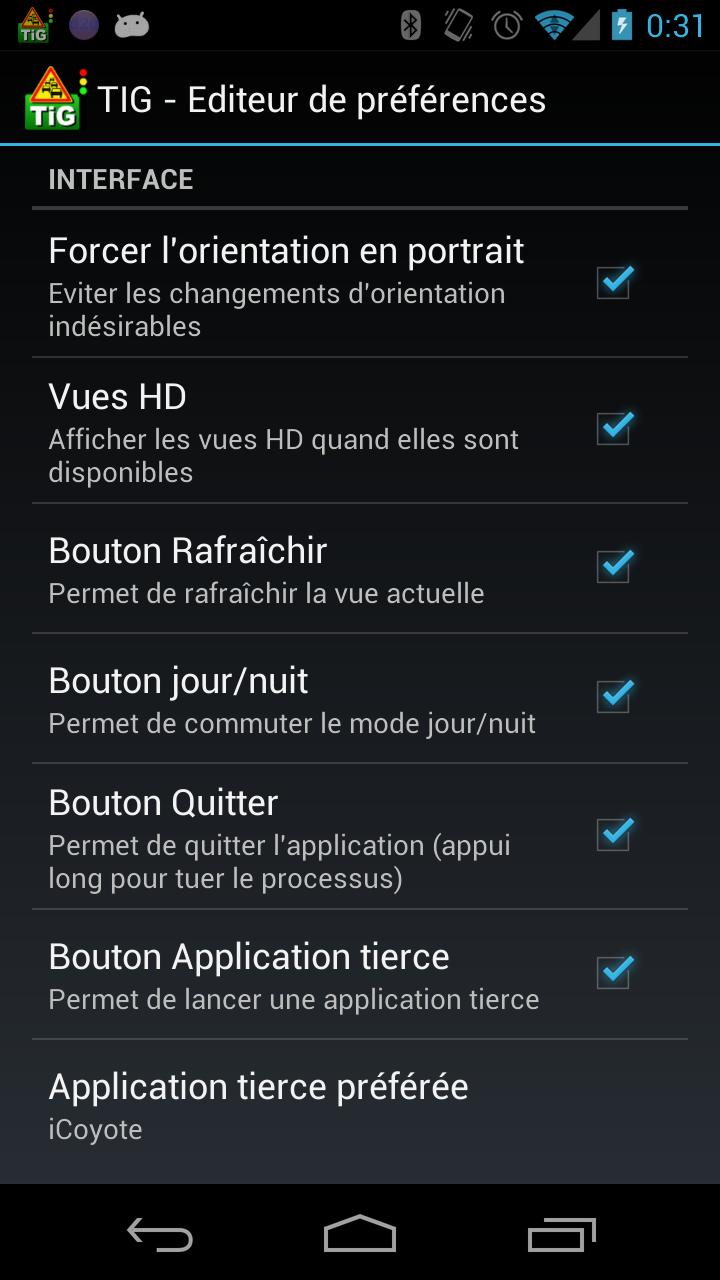 TiG
0:31
TiG
TIG - Editeur de préférences
INTERFACE
Forcer l'orientation en portrait
Eviter les changements d'orientation
indésirables
Vues HD
Afficher les vues HD quand elles sont
disponibles
Bouton Rafraîchir
Permet de rafraîchir la vue actuelle
Bouton jour/nuit
Permet de commuter le mode jour/nuit
Bouton Quitter
Permet de quitter l'application (appui
long pour tuer le processus)
Bouton Application tierce
Permet de lancer une application tierce
Application tierce préférée
iCoyote